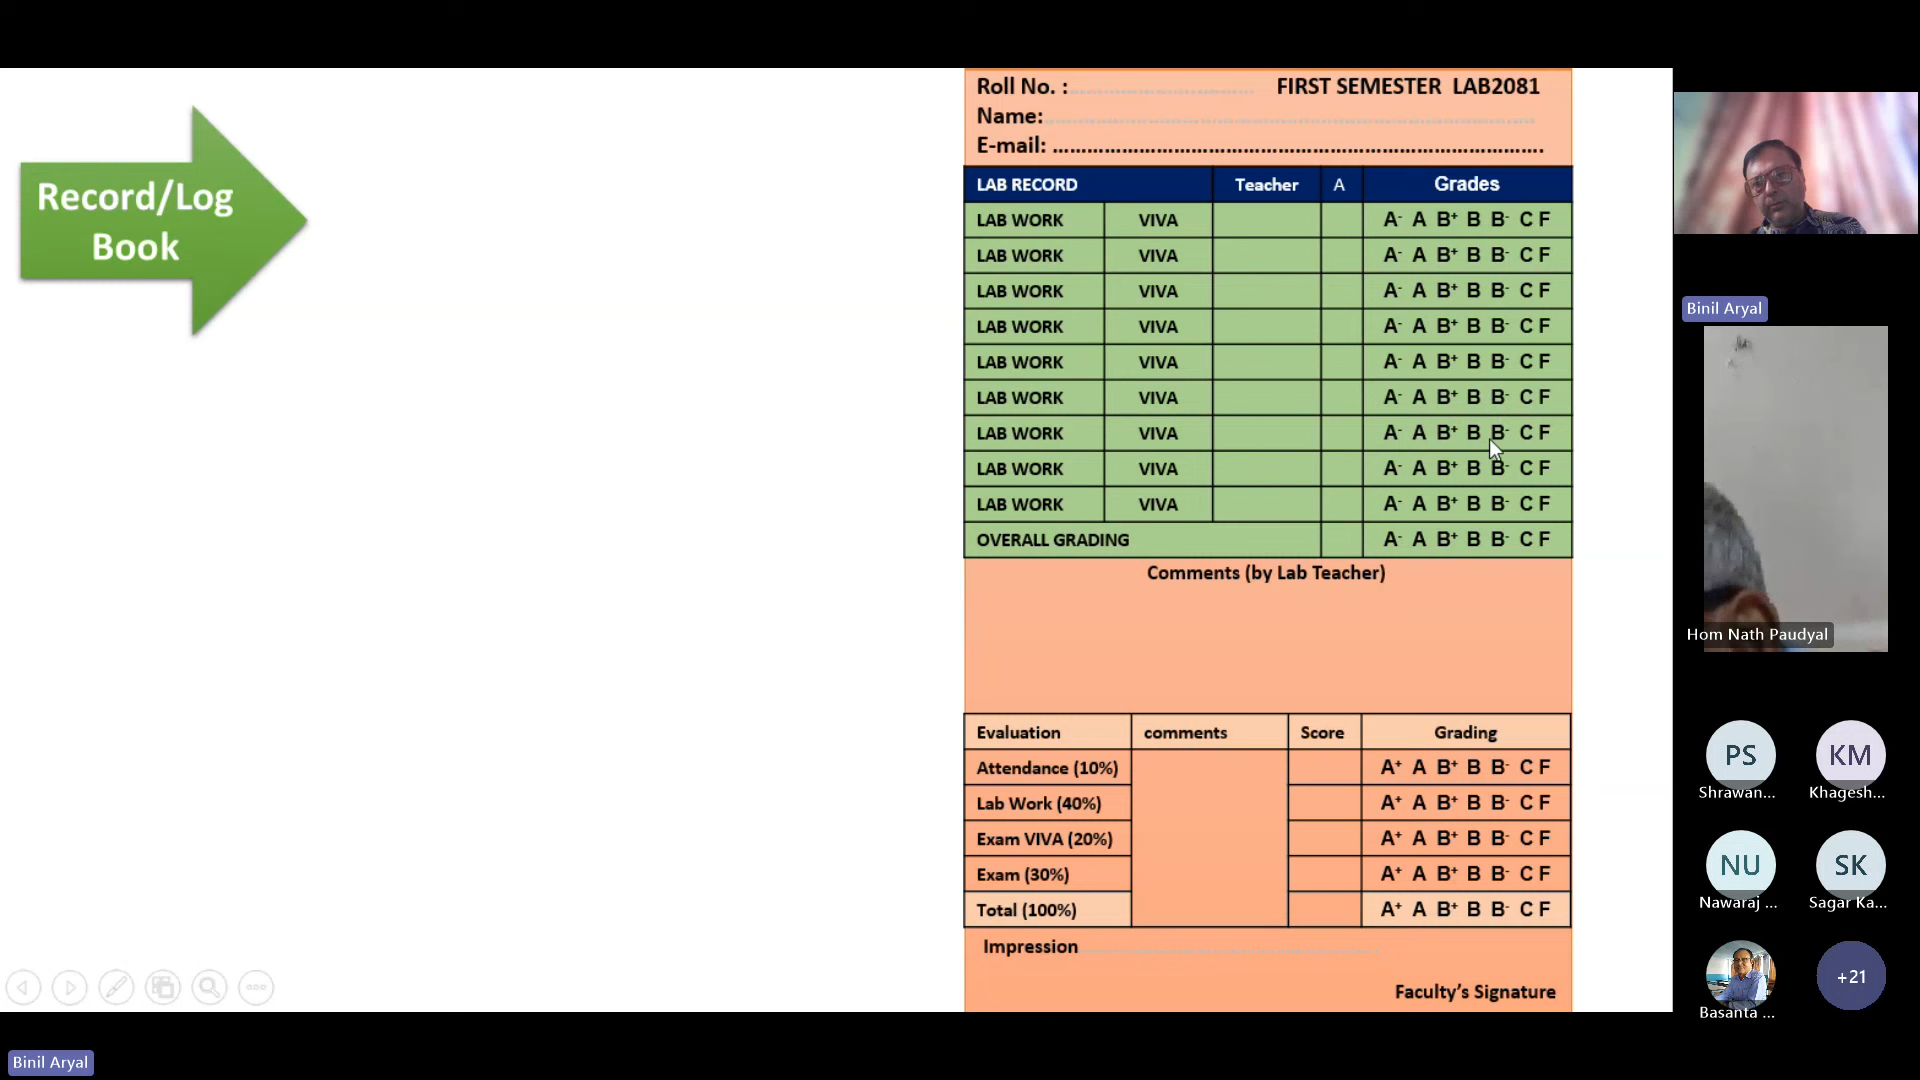 Record/Log
Book
Roll No. :.............................. FIRST SEMESTER LAB2081
Name:
E-mail: ........................................................................
LAB RECORD Teacher A Grades
LAB WORK VIVA A- A B+ B B- C F
LAB WORK VIVA A- A B+ B B- C F
LAB WORK VIVA A- A B+ B B- C F
LAB WORK VIVA A- A B+ B B- C F
LAB WORK VIVA A- A B+ B B- C F
LAB WORK VIVA A- A B+ B B- C F
LAB WORK VIVA A- A B+ B B- C F
LAB WORK VIVA A- A B+ B B- C F
LAB WORK VIVA A- A B+ B B- C F
OVERALL GRADING A- A B+ B B- C F
Comments (by Lab Teacher)
Evaluation comments Score Grading
Attendance (10%) A+ A B+ B B- C F
Lab Work (40%) A+ A B+ B B- C F
Exam VIVA (20%) A+ A B+ B B- C F
Exam (30%) A+ A B+ B B- C F
Total (100%) A+ A B+ B B- C F
Impression
Faculty’s Signature
Binil Aryal
Hom Nath Paudyal
PS KM
Shrawan... Khagesh...
NU SK
Nawaraj ... Sagar Ka...
+21
Basanta ...
Binil Aryal